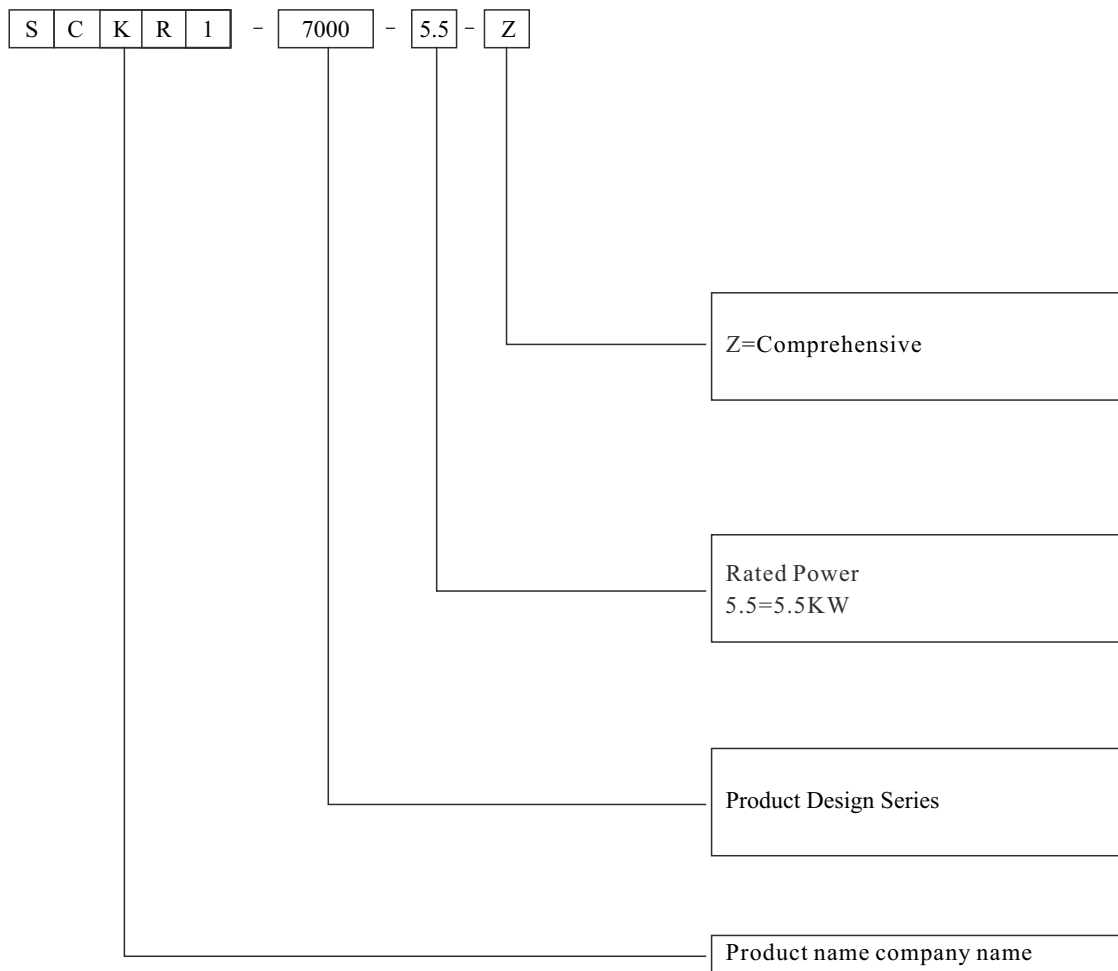 S C K R 1 - 7000 - 5.5 - Z
Z=Comprehensive
Rated Power
5.5=5.5KW
Product Design Series
Product name company name